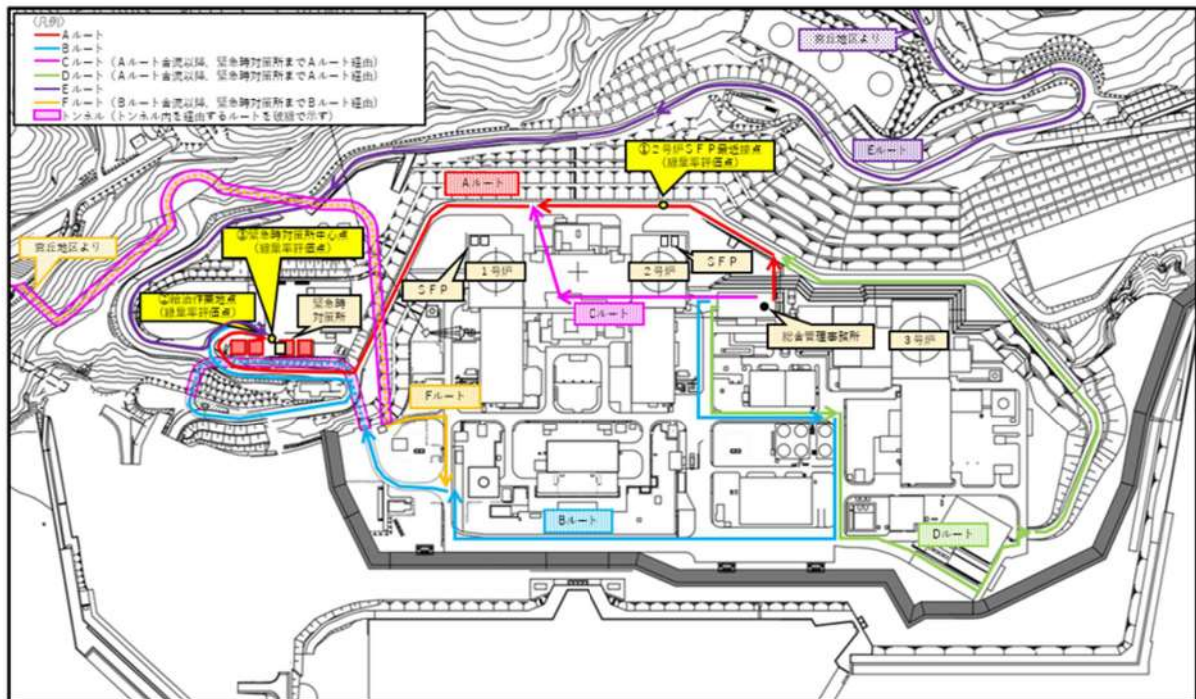 (凡例)
Aルート
Bルート
Cルート (Aルート合流以降、緊急時対策所までAルート経由)
Dルート (Aルート合流以降、緊急時対策所までAルート経由)
Eルート
Fルート (Bルート合流以降、緊急時対策所までBルート経由)
トンネル (トンネル内を経由するルートを破線で示す)
宮丘地区より
Eルート
①2号炉SFP最近接点
(線量率評価点)
Aルート
宮丘地区より
③緊急時対策所中心点
(線量率評価点)
1号炉
2号炉
SFP
SFP
②給油作業地点
(線量率評価点)
緊急時
対策所
Cルート
総合管理事務所
3号炉
Fルート
Bルート
Dルート